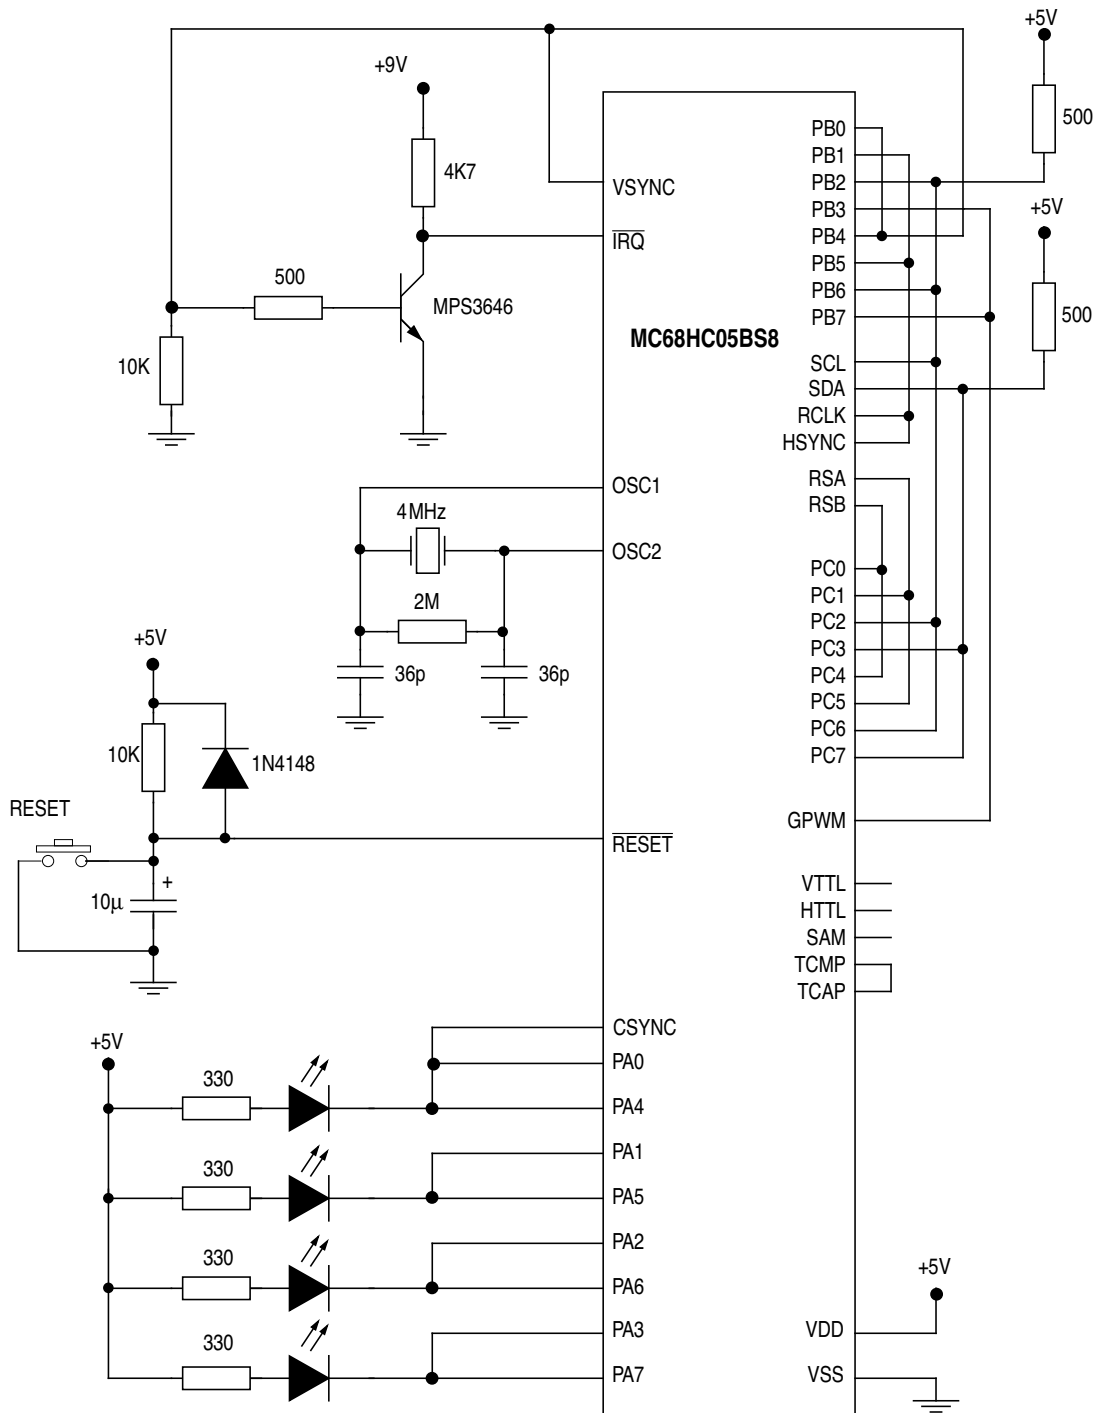 +5V
+9V
500
4K7
VSYNC
IRQ
500
MPS3646
10K
MC68HC05BS8
PB0
PB1
PB2
PB3
PB4
PB5
PB6
PB7
+5V
500
SCL
SDA
RCLK
HSYNC
RSA
RSB
OSC1
4MHz
OSC2
2M
36p
36p
PC0
PC1
PC2
PC3
PC4
PC5
PC6
PC7
+5V
10K
1N4148
RESET
RESET
+
10µ
GPWM
VTTL
HTTL
SAM
TCMP
TCAP
+5V
CSYNC
PA0
330
PA4
PA1
330
PA5
PA2
330
PA6
PA3
330
PA7
+5V
VDD
VSS